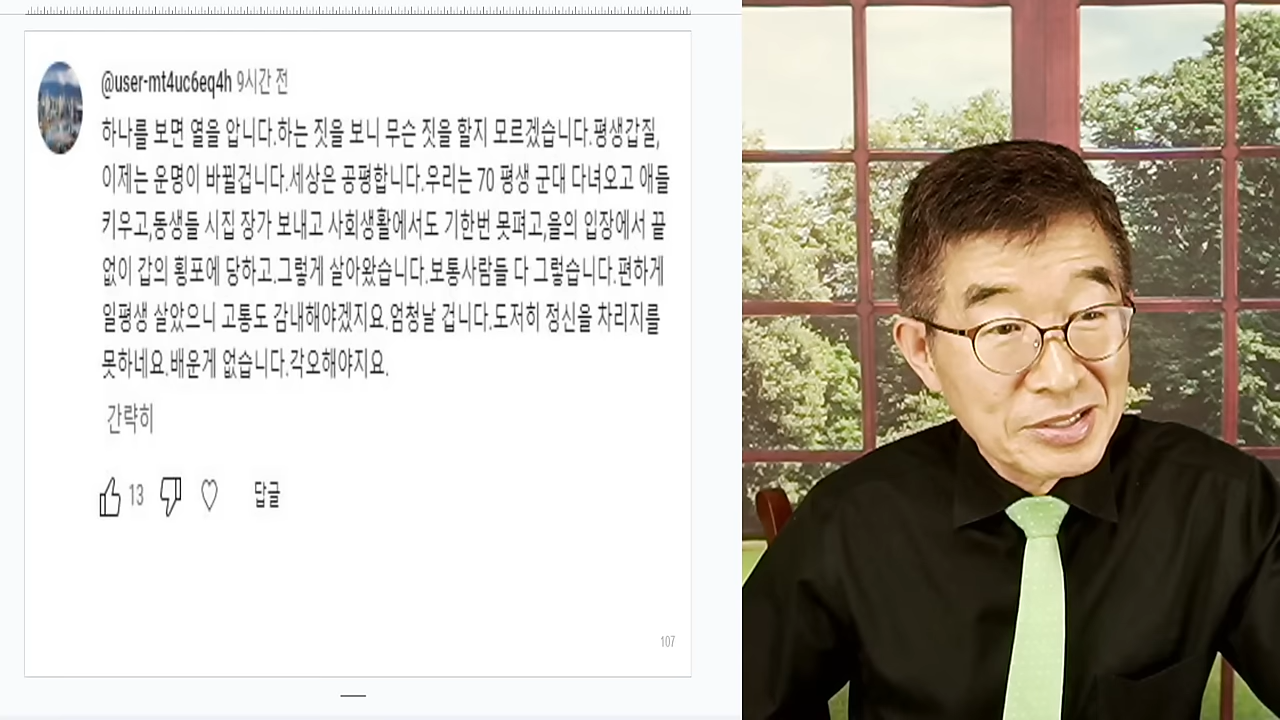 @user-mt4uc6eq4h 9시간 전
하나를 보면 열을 압니다.하는 짓을 보니 무슨 짓을 할지 모르겠습니다.평생갑질,
이제는 운명이 바뀔겁니다.세상은 공평합니다.우리는 70 평생 군대 다녀오고 애들
키우고,동생들 시집 장가 보내고 사회생활에서도 기한번 못펴고,을의 입장에서 끝
없이 갑의 횡포에 당하고.그렇게 살아왔습니다.보통사람들 다 그렇습니다.편하게
일평생 살았으니 고통도 감내해야겠지요.엄청날 겁니다.도저히 정신을 차리지를
못하네요.배운게 없습니다.각오해야지요.
간략히
13 답글
107